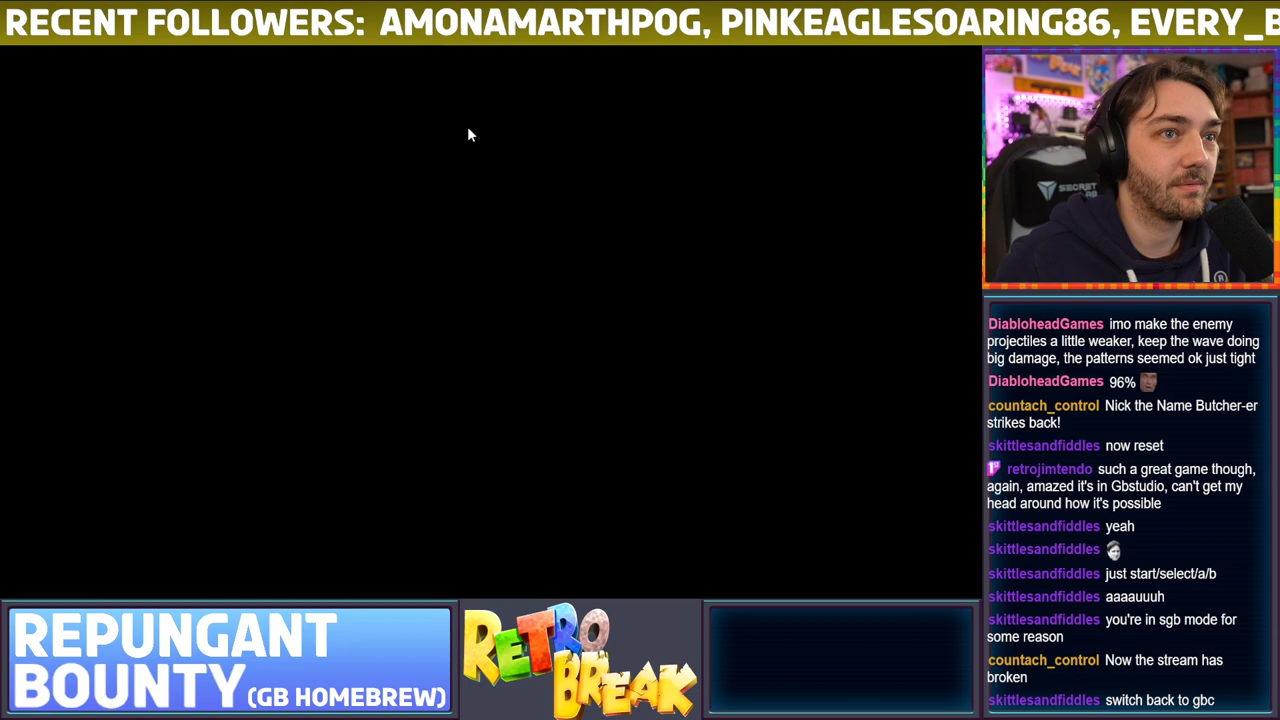 RECENT FOLLOWERS: AMONAMARTHPOG, PINKEAGLESOARING86, EVERY_
SECRET
DiabloheadGames imo make the enemy
projectiles a little weaker, keep the wave doing
big damage, the patterns seemed ok just tight
DiabloheadGames 96%
countach_control Nick the Name Butcher-er
strikes back!
skittlesandfiddles now reset
retrojimtendo such a great game though,
again, amazed it's in Gbstudio, can't get my
head around how it's possible
skittlesandfiddles yeah
skittlesandfiddles
skittlesandfiddles just start/select/a/b
skittlesandfiddles aaaauuuh
skittlesandfiddles you're in sgb mode for
some reason
countach_control Now the stream has
broken
skittlesandfiddles switch back to gbc
REPUNGANT
BOUNTY (GB HOMEBREW)
RETRO
BREAK